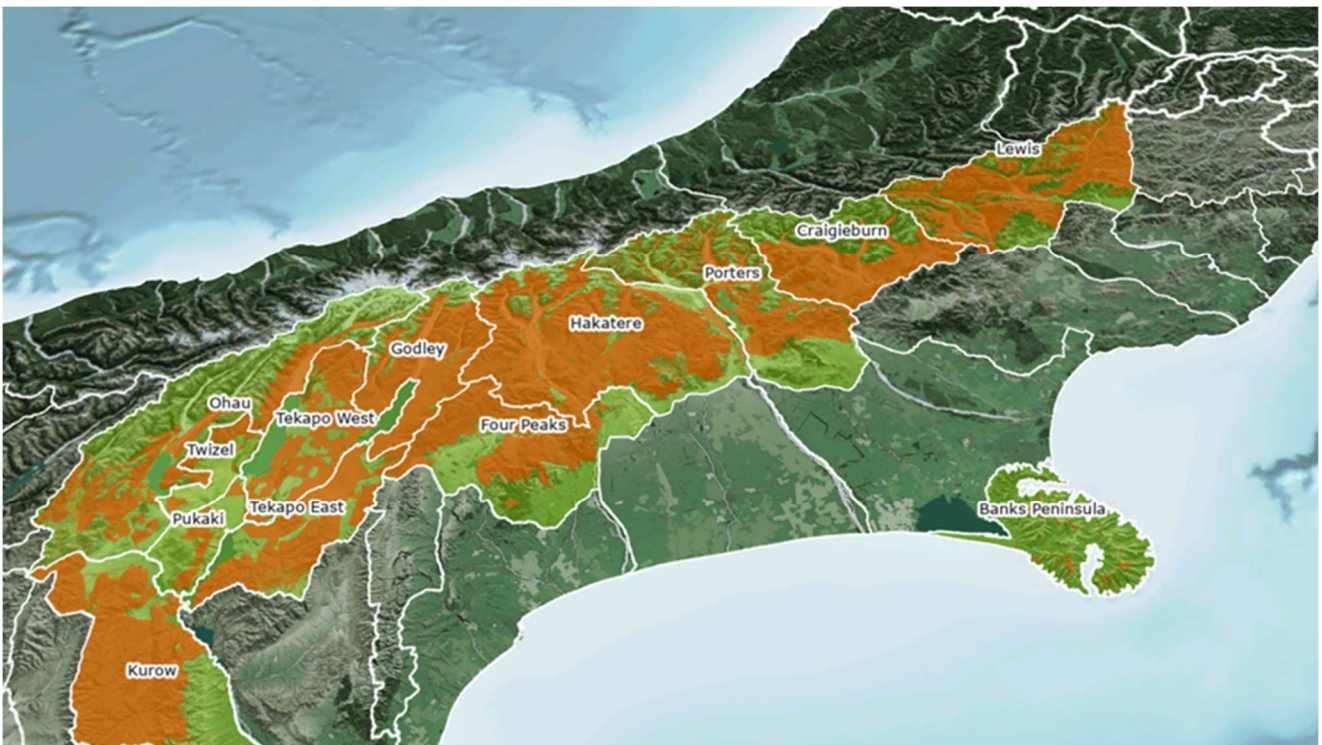 Lewis
Craigieburn
Porters
Hakatere
Godley
Ohau
Tekapo West
Four Peaks
Twizel
Tekapo East
Banks Peninsula
Pukaki
Kurow